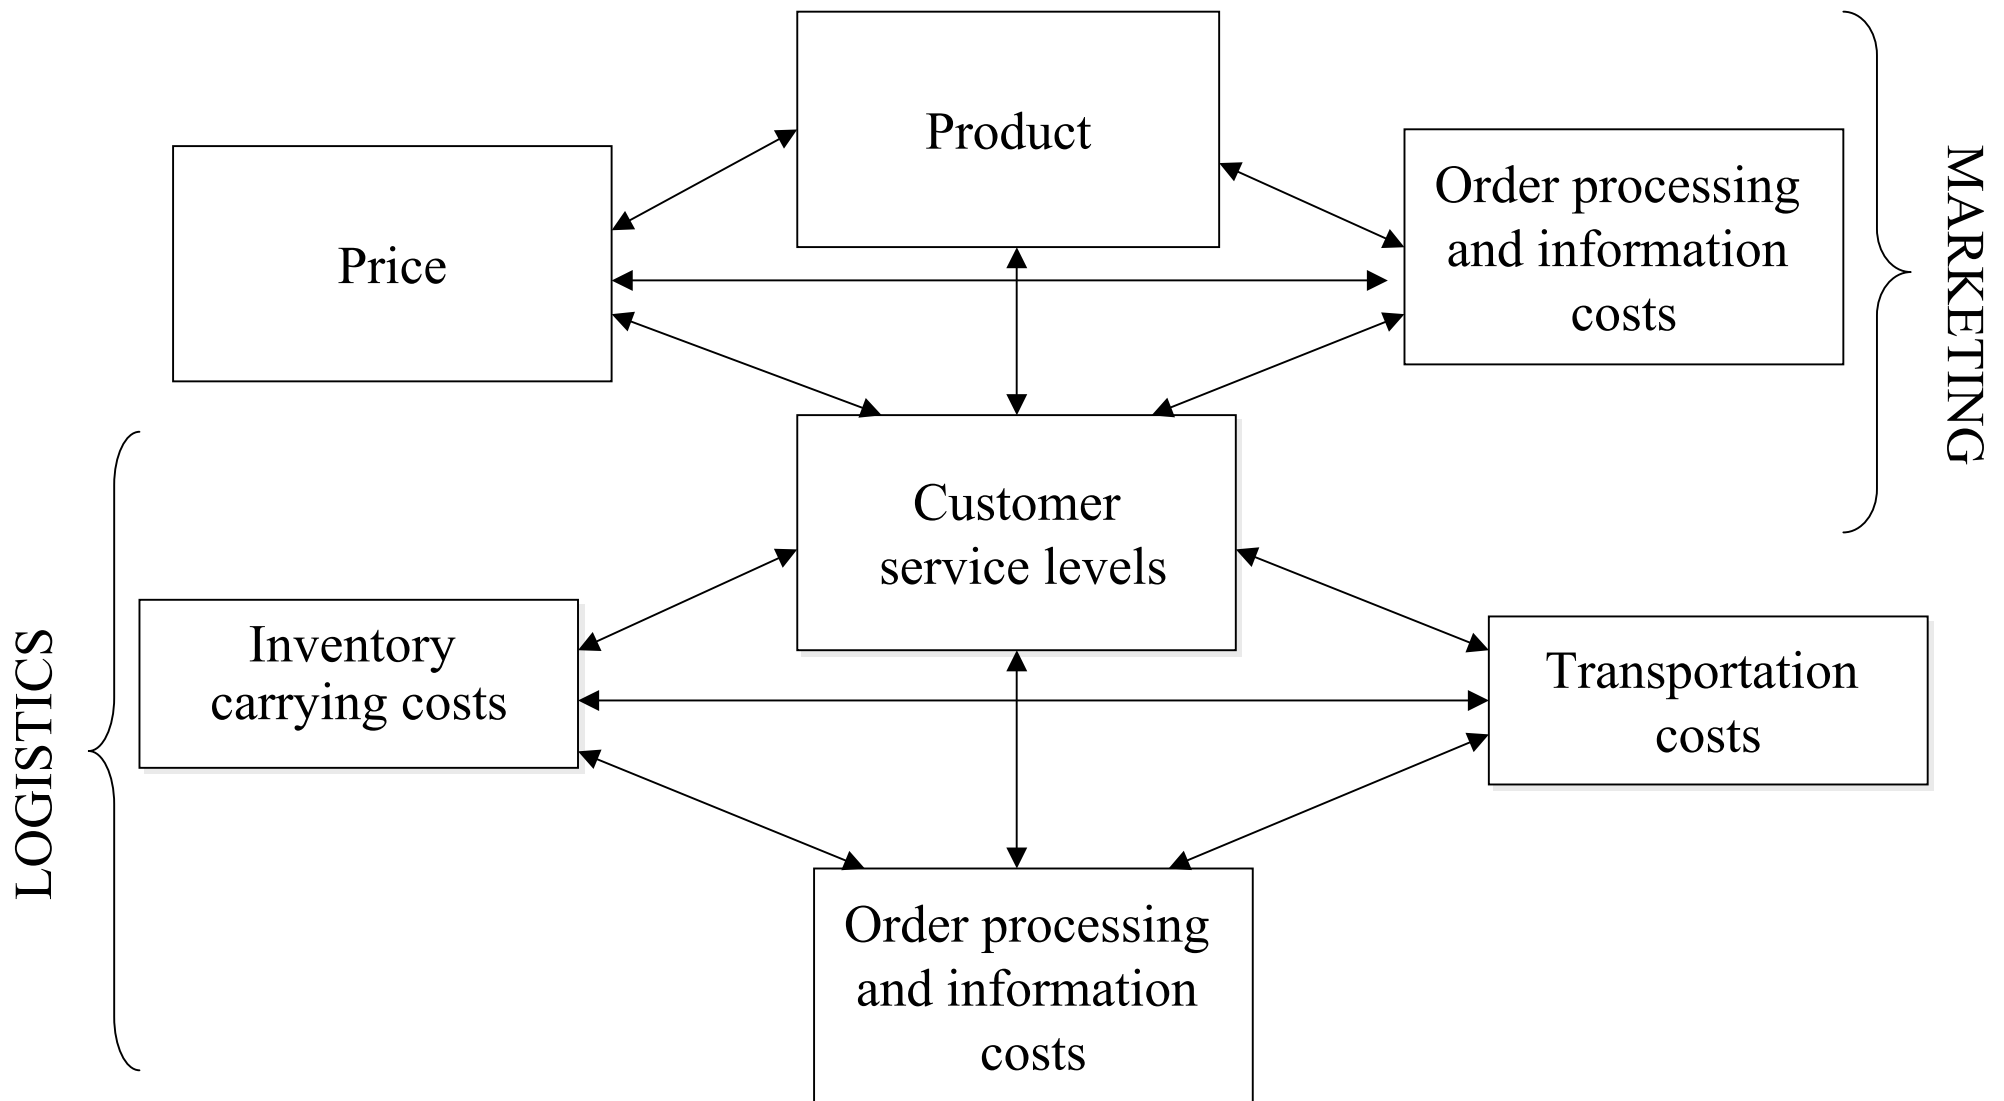 Product
Order processing
and information
costs
Price
MARKETING
Customer
service levels
Inventory
carrying costs
Transportation
costs
LOGISTICS
Order processing
and information
costs